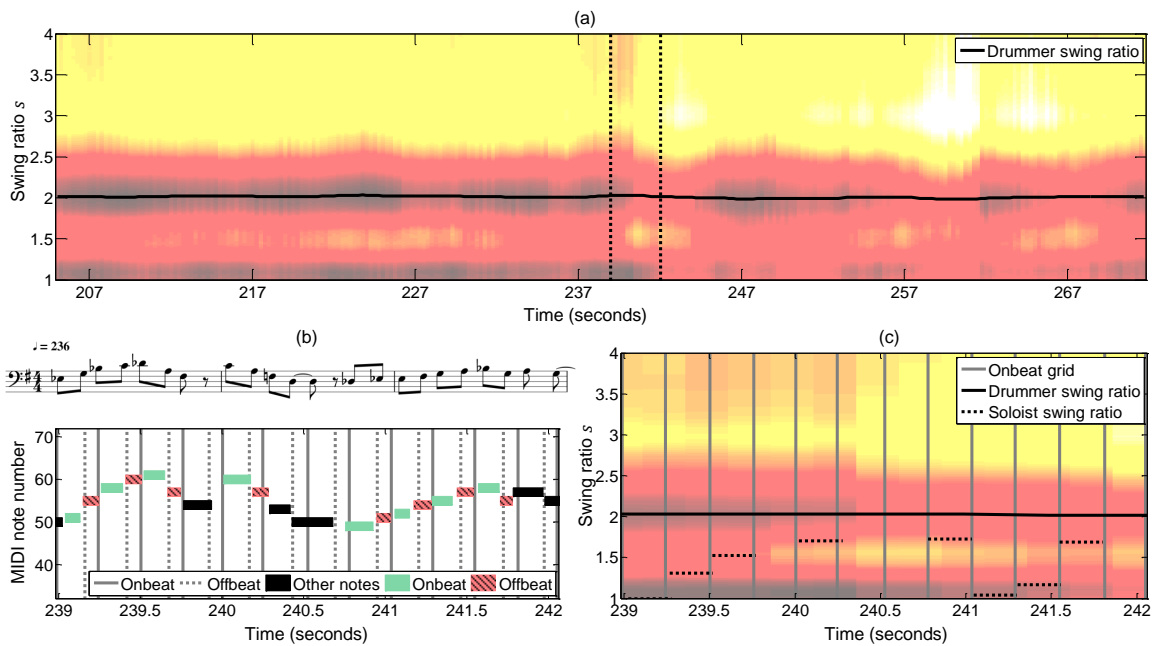 (a)
4
3.5
3
2.5
2
1.5
1
Swing ratio s
Drummer swing ratio
207 217 227 237 247 257 267
Time (seconds)
(b)
♩ = 236
4
4
70
60
50
40
MIDI note number
Onbeat Offbeat Other notes Onbeat Offbeat
239 239.5 240 240.5 241 241.5 242
Time (seconds)
(c)
4
3.5
3
2.5
2
1.5
1
Swing ratio s
Onbeat grid
Drummer swing ratio
Soloist swing ratio
239 239.5 240 240.5 241 241.5 242
Time (seconds)